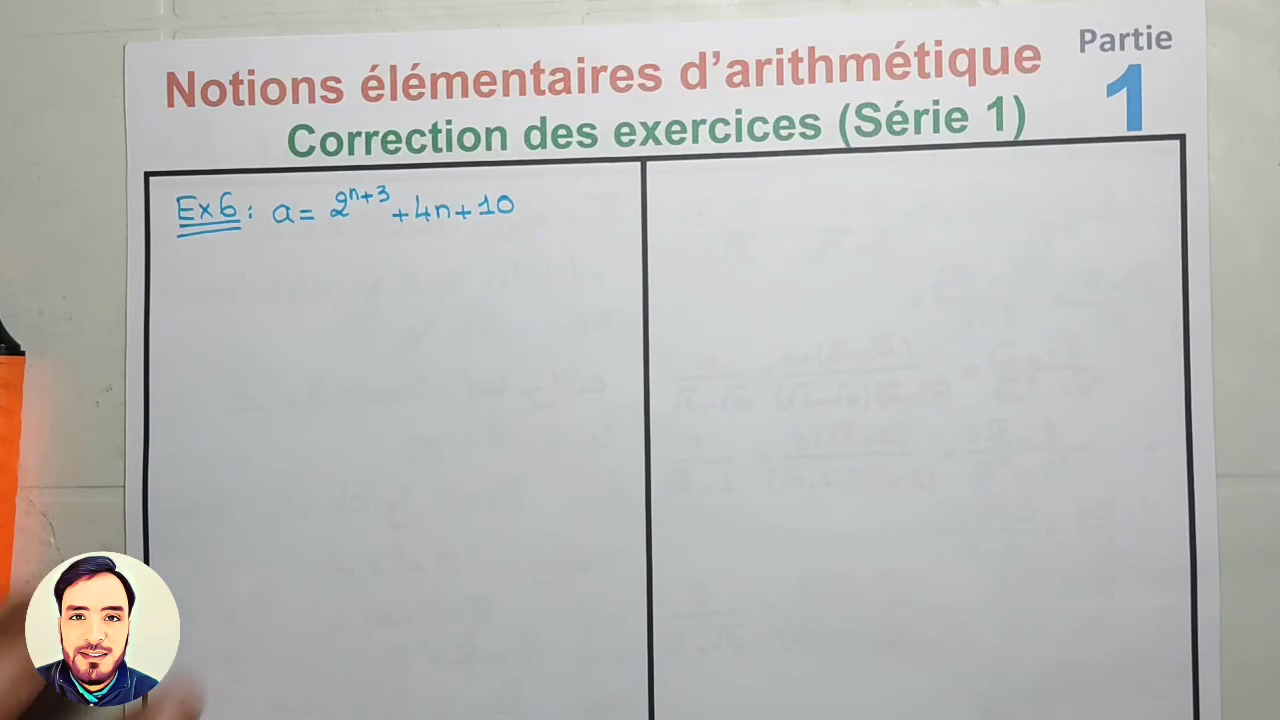 Notions élémentaires d'arithmétique
Partie
1
Correction des exercices (Série 1)
Ex6 : a = 2^{n+3} + 4n + 10